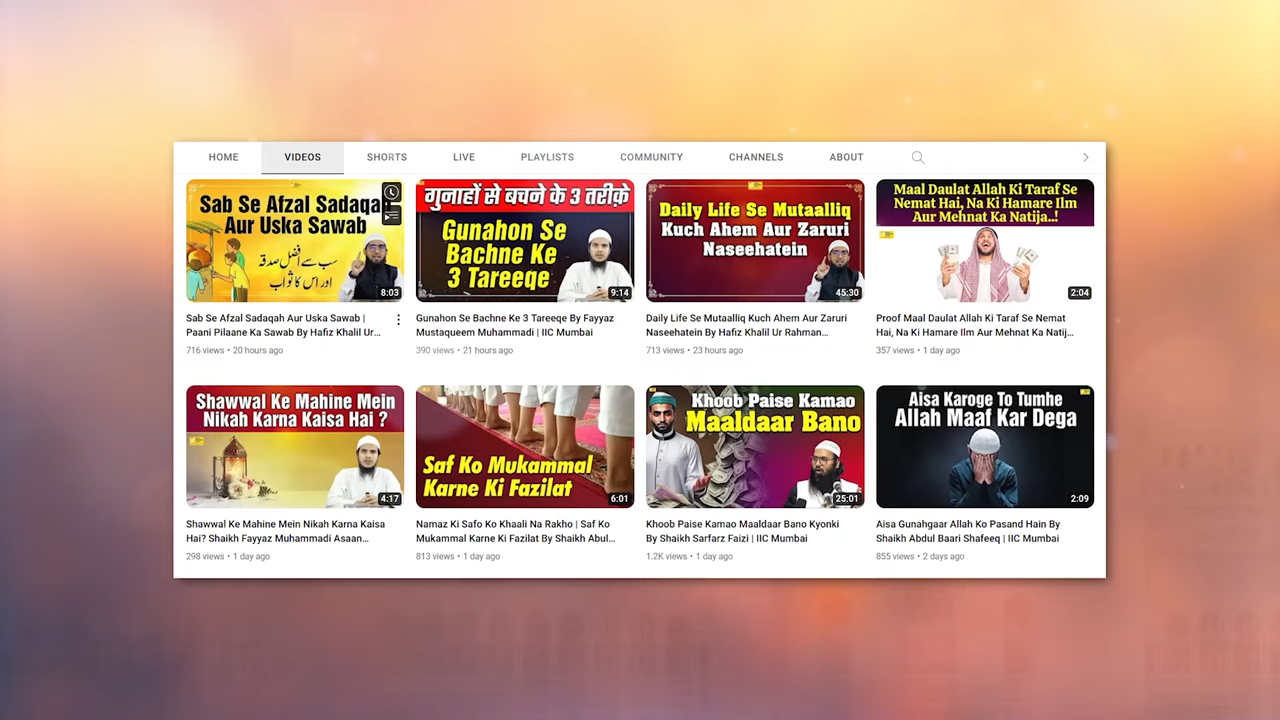 HOME VIDEOS SHORTS LIVE PLAYLISTS COMMUNITY CHANNELS ABOUT
Sab Se Afzal Sadaqah
Aur Uska Sawab
سب سے افضل صدقہ
اور اس کا ثواب
8:03
गुनाहों से बचने के 3 तरीक़े
Gunahon Se
Bachne Ke
3 Tareeqe
9:14
Daily Life Se Mutaalliq
Kuch Ahem Aur Zaruri
Naseehatein
45:30
Maal Daulat Allah Ki Taraf Se
Nemat Hai, Na Ki Hamare Ilm
Aur Mehnat Ka Natija..!
2:04
Sab Se Afzal Sadaqah Aur Uska Sawab |
Paani Pilaane Ka Sawab By Hafiz Khalil Ur...
716 views • 20 hours ago
Gunahon Se Bachne Ke 3 Tareeqe By Fayyaz
Mustaqueem Muhammadi | IIC Mumbai
390 views • 21 hours ago
Daily Life Se Mutaalliq Kuch Ahem Aur Zaruri
Naseehatein By Hafiz Khalil Ur Rahman...
713 views • 23 hours ago
Proof Maal Daulat Allah Ki Taraf Se Nemat
Hai, Na Ki Hamare Ilm Aur Mehnat Ka Natij...
357 views • 1 day ago
Shawwal Ke Mahine Mein
Nikah Karna Kaisa Hai ?
4:17
Saf Ko Mukammal
Karne Ki Fazilat
6:01
Khoob Paise Kamao
Maaldaar Bano
25:01
Aisa Karoge To Tumhe
Allah Maaf Kar Dega
2:09
Shawwal Ke Mahine Mein Nikah Karna Kaisa
Hai? Shaikh Fayyaz Muhammadi Asaan...
298 views • 1 day ago
Namaz Ki Safo Ko Khaali Na Rakho | Saf Ko
Mukammal Karne Ki Fazilat By Shaikh Abul...
813 views • 1 day ago
Khoob Paise Kamao Maaldaar Bano Kyonki
By Shaikh Sarfarz Faizi | IIC Mumbai
1.2K views • 1 day ago
Aisa Gunahgaar Allah Ko Pasand Hain By
Shaikh Abdul Baari Shafeeq | IIC Mumbai
855 views • 2 days ago